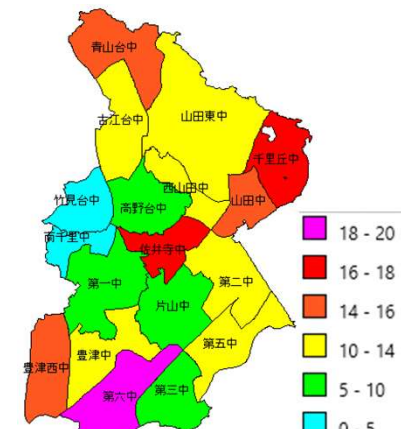 青山台中
古江台中
山田東中
千里丘中
西山田中
竹見台中
高野台中
山田中
南千里中
佐井寺中
18 - 20
16 - 18
第一中
第二中
14 - 16
片山中
10 - 14
第五中
豊津中
豊津西中
5 - 10
第六中
第三中
0 - 5